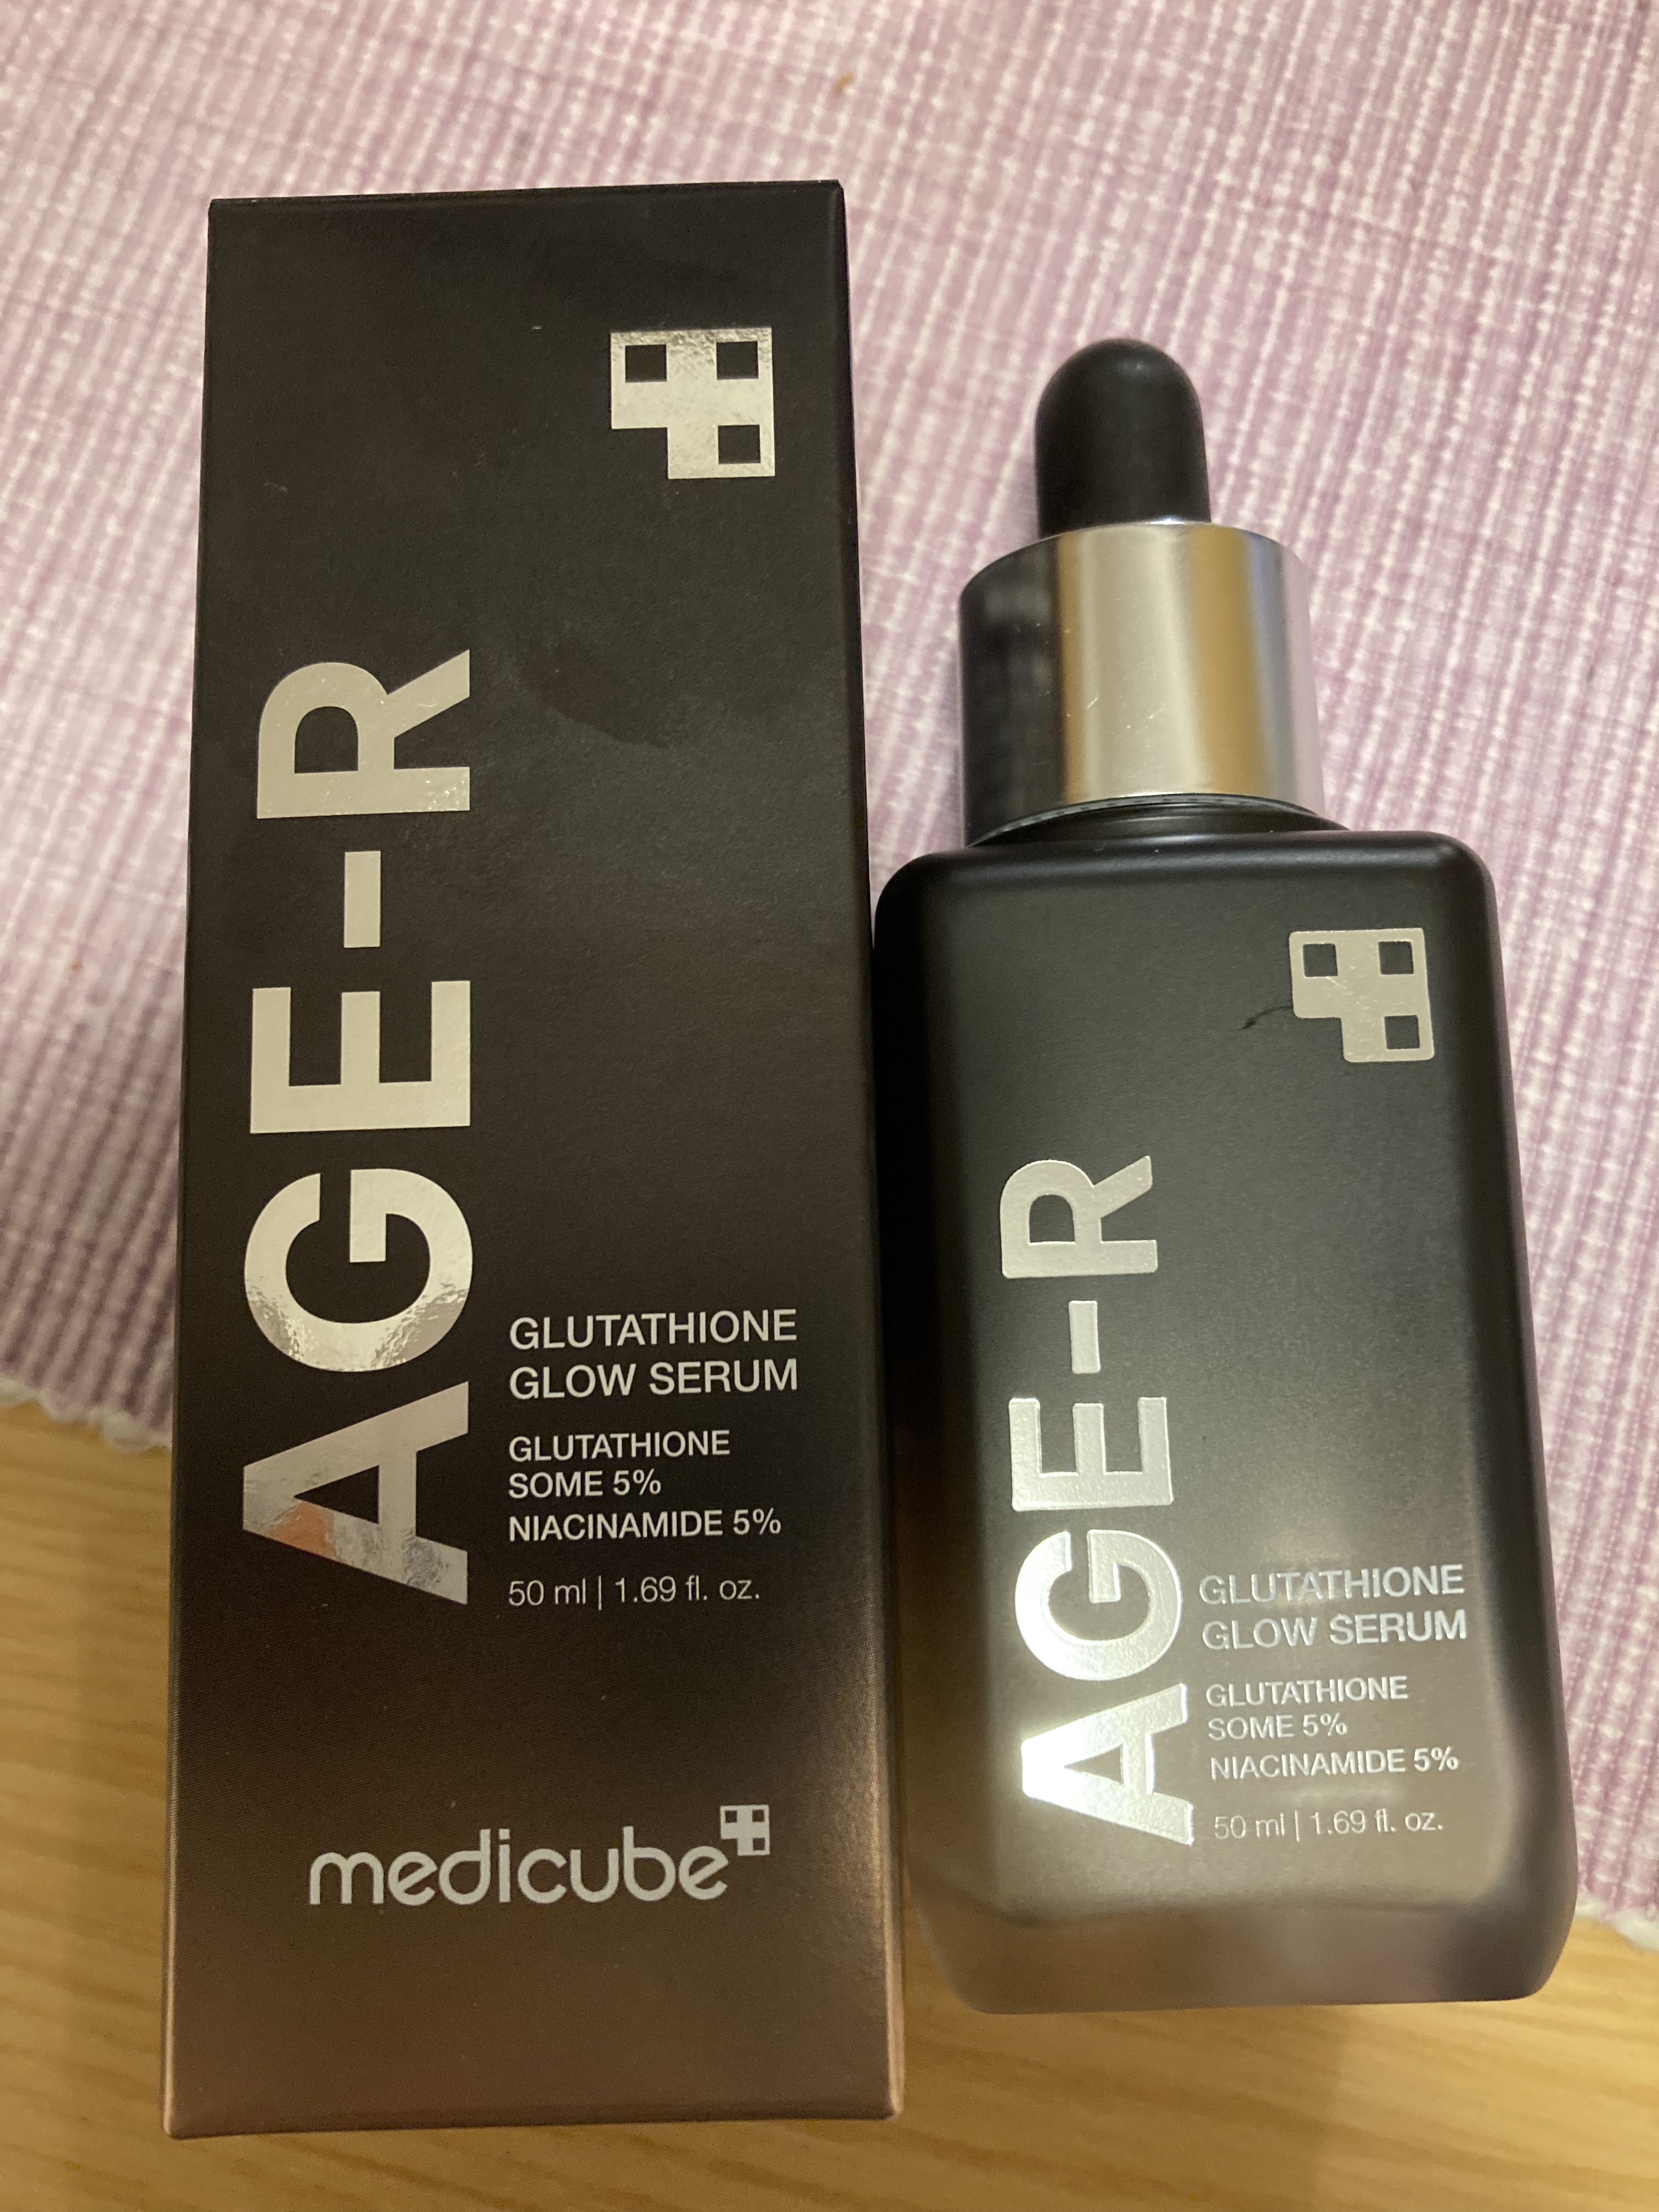 AGE-R
GLUTATHIONE
GLOW SERUM
GLUTATHIONE
SOME 5%
NIACINAMIDE 5%
50 ml | 1.69 fl. oz.
medicube
AGE-R
GLUTATHIONE
GLOW SERUM
GLUTATHIONE
SOME 5%
NIACINAMIDE 5%
50 ml | 1.69 fl. oz.